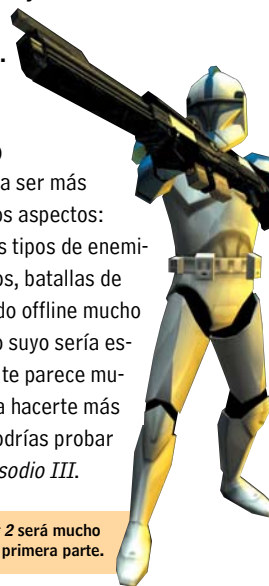 .
a ser más
os aspectos:
s tipos de enemi-
os, batallas de
do offline mucho
o suyo sería es-
te parece mu-
a hacerte más
odrías probar
isodio III.
2 será mucho
primera parte.